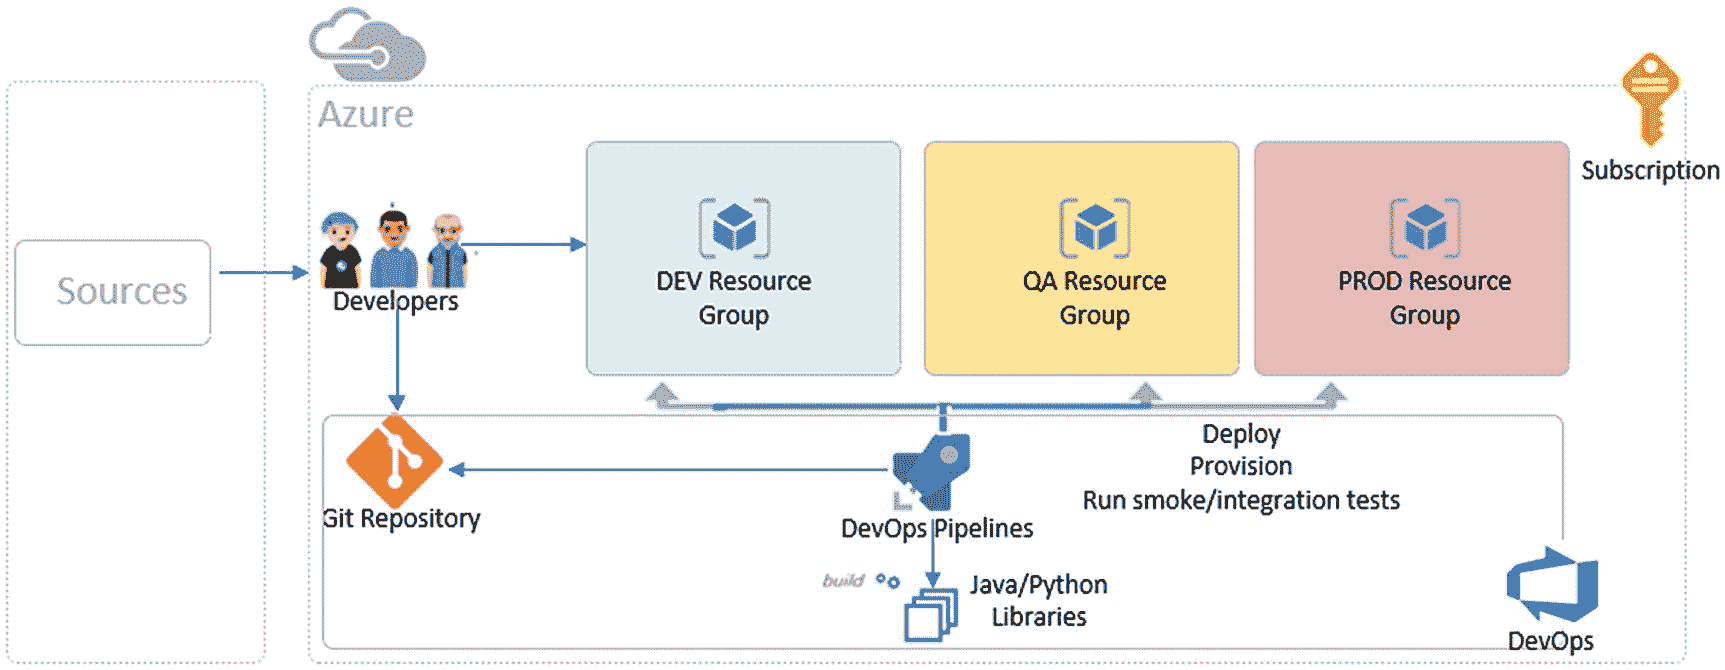 Azure
Subscription
Sources
Developers
DEV Resource
Group
QA Resource
Group
PROD Resource
Group
Deploy
Provision
Run smoke/integration tests
Git Repository
DevOps Pipelines
build
Java/Python
Libraries
DevOps